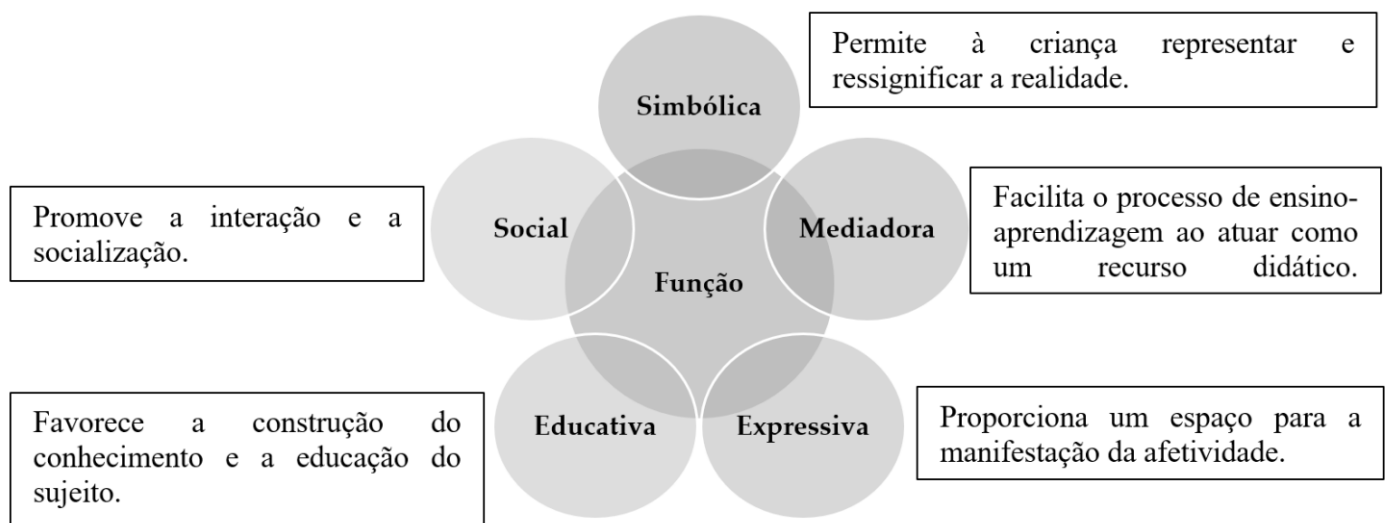 Simbólica
Permite à criança representar e
ressignificar a realidade.
Social
Promove a interação e a
socialização.
Mediadora
Facilita o processo de ensino-
aprendizagem ao atuar como
um recurso didático.
Função
Educativa
Favorece a construção do
conhecimento e a educação do
sujeito.
Expressiva
Proporciona um espaço para a
manifestação da afetividade.